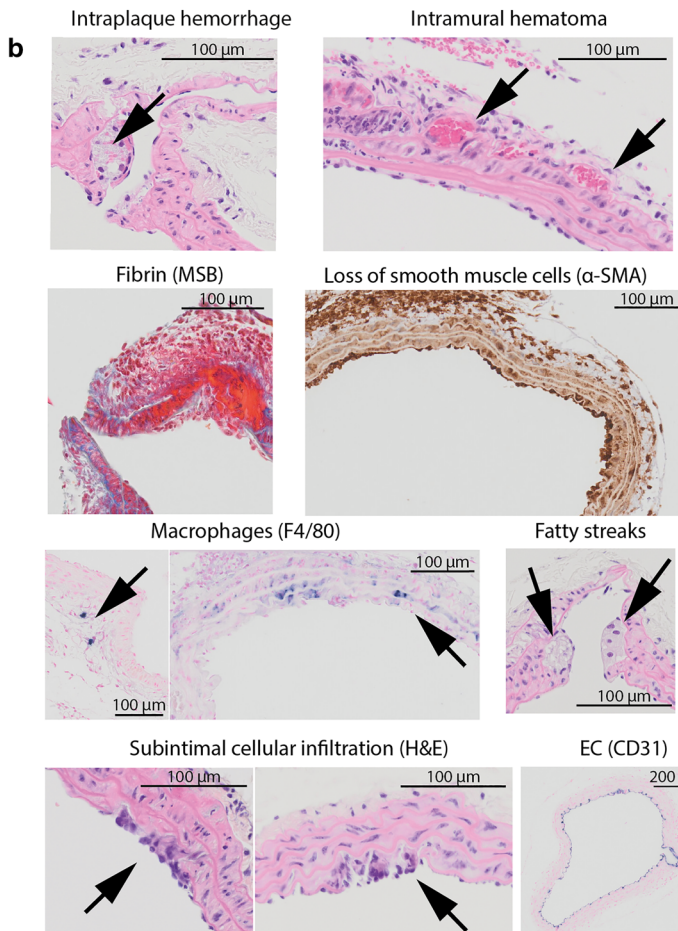 b
Intraplaque hemorrhage
Intramural hematoma
100 µm
100 µm
Fibrin (MSB)
Loss of smooth muscle cells (α-SMA)
100 µm
100 µm
Macrophages (F4/80)
Fatty streaks
100 µm
100 µm
100 µm
Subintimal cellular infiltration (H&E)
EC (CD31)
100 µm
100 µm
200